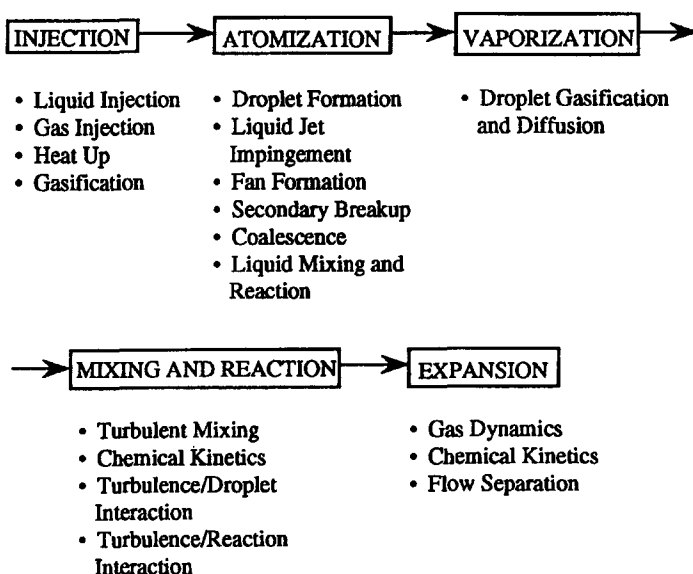 INJECTION
ATOMIZATION
VAPORIZATION
• Liquid Injection
• Gas Injection
• Heat Up
• Gasification
• Droplet Formation
• Liquid Jet
Impingement
• Fan Formation
• Secondary Breakup
• Coalescence
• Liquid Mixing and
Reaction
• Droplet Gasification
and Diffusion
MIXING AND REACTION
EXPANSION
• Turbulent Mixing
• Chemical Kinetics
• Turbulence/Droplet
Interaction
• Turbulence/Reaction
Interaction
• Gas Dynamics
• Chemical Kinetics
• Flow Separation